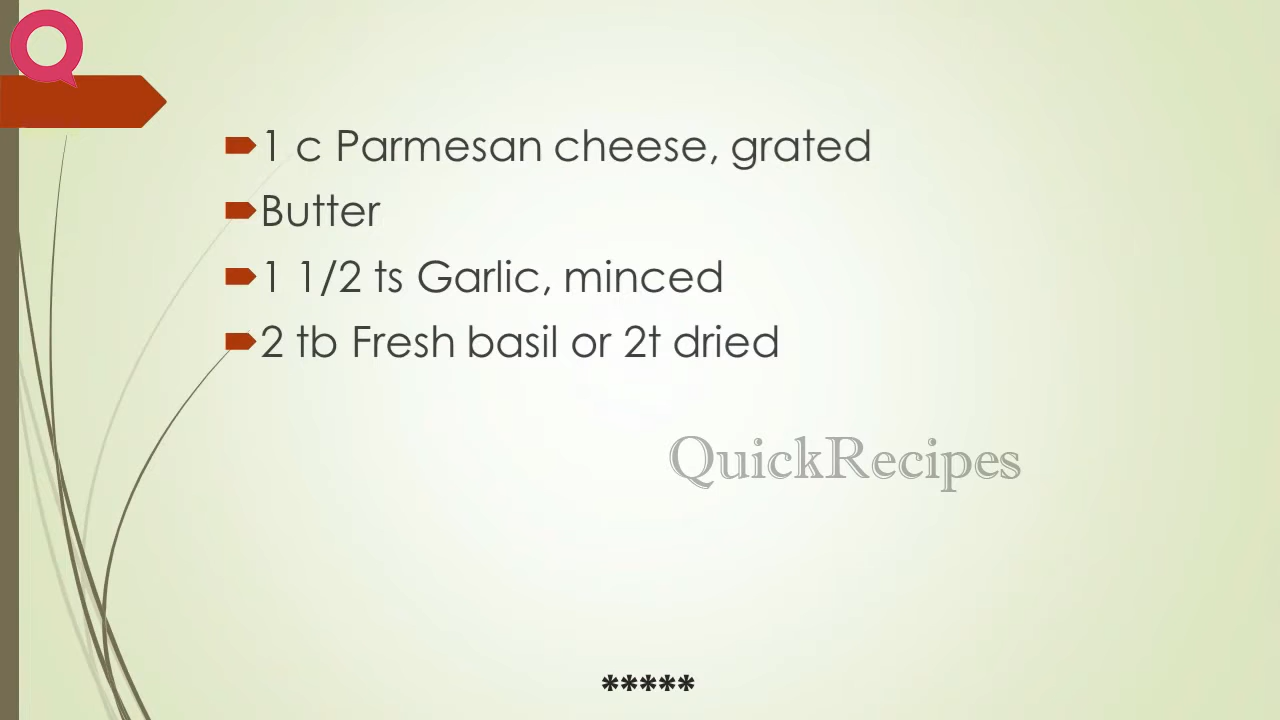 1 c Parmesan cheese, grated
Butter
1 1/2 ts Garlic, minced
2 tb Fresh basil or 2t dried
QuickRecipes
*****